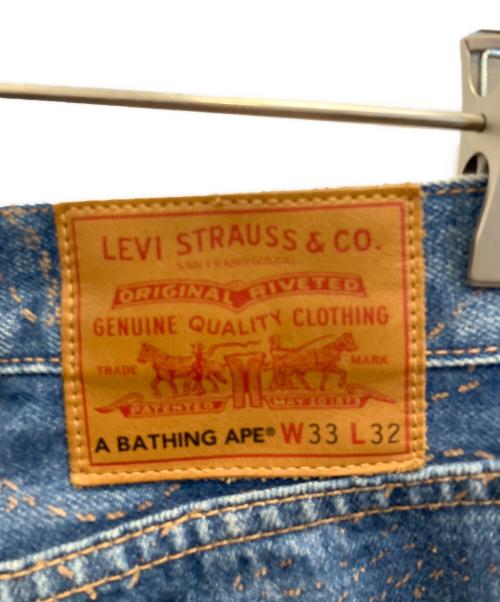 LEVI STRAUSS & CO.
SAN FRANCISCO, CAL.
ORIGINAL RIVETED
GENUINE QUALITY CLOTHING
TRADE MARK
PATENTED MAY 20 1873
A BATHING APE® W33 L32